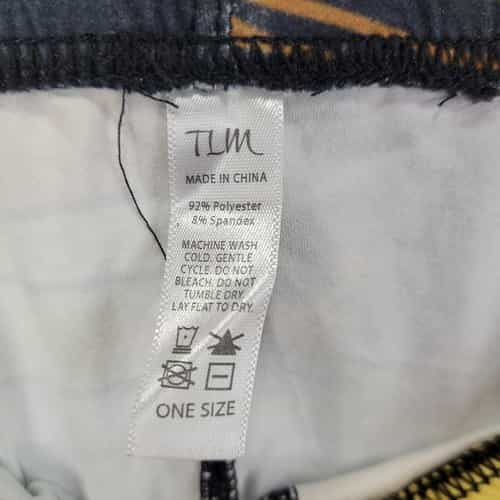 TLM
MADE IN CHINA
92% Polyester
8% Spandex
MACHINE WASH
COLD. GENTLE
CYCLE. DO NOT
BLEACH. DO NOT
TUMBLE DRY.
LAY FLAT TO DRY.
ONE SIZE